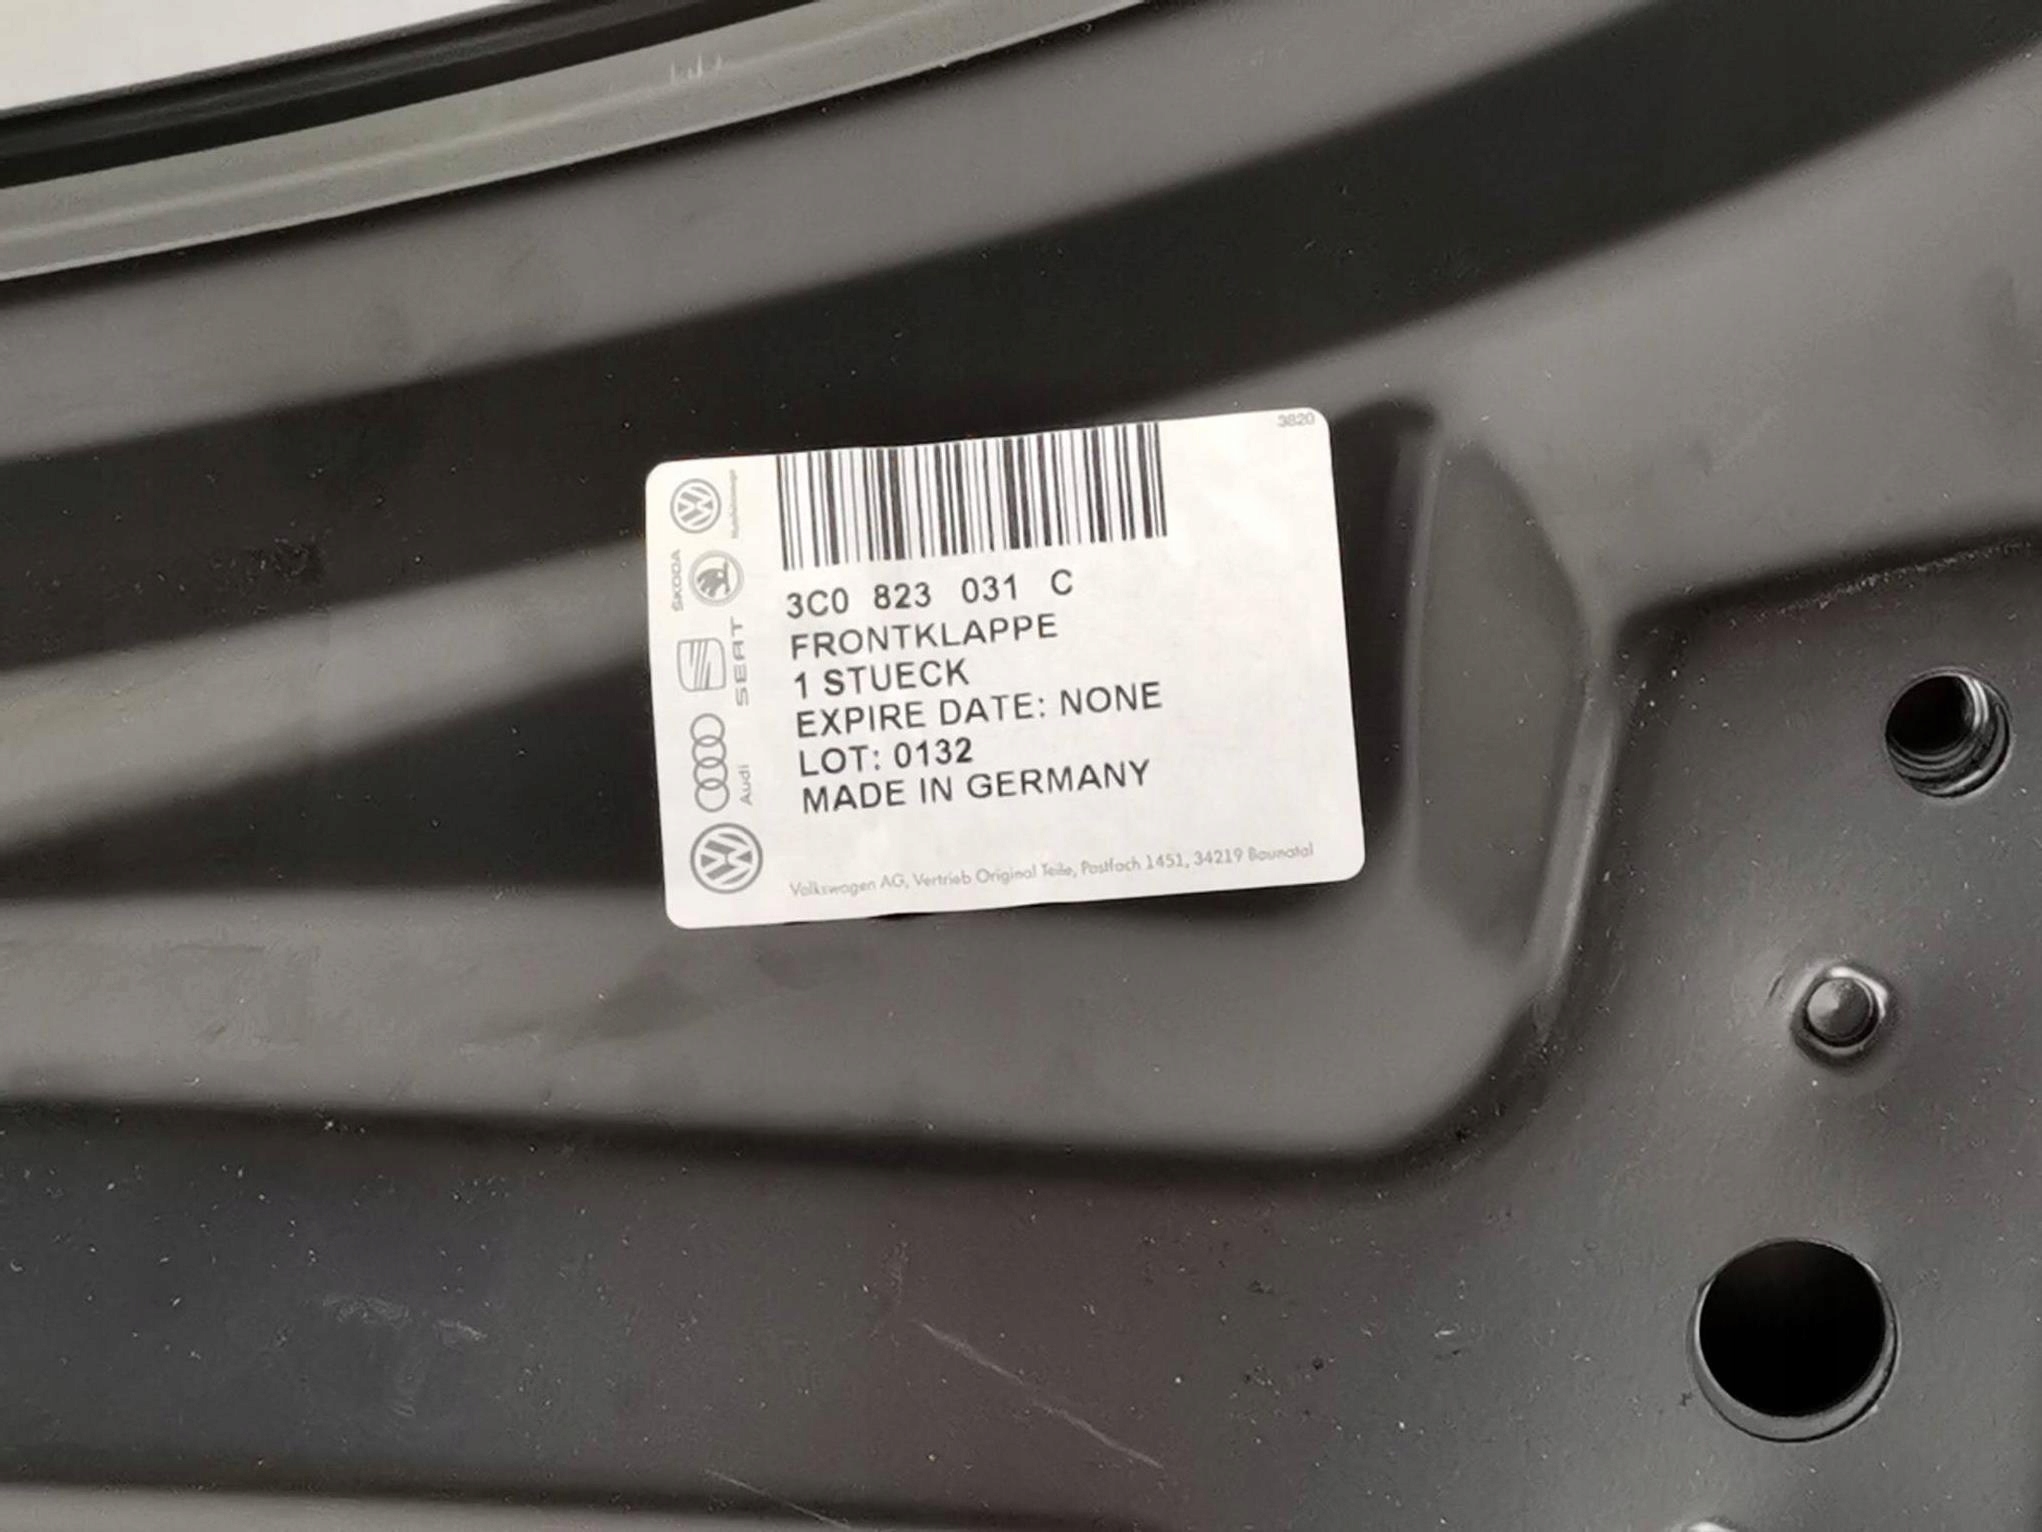 3820
3C0 823 031 C
FRONTKLAPPE
1 STUECK
EXPIRE DATE: NONE
LOT: 0132
MADE IN GERMANY
Volkswagen AG, Vertrieb Original Teile, Postfach 1451, 34219 Baunatal
Nutzfahrzeuge
ŠKODA
SEAT
Audi